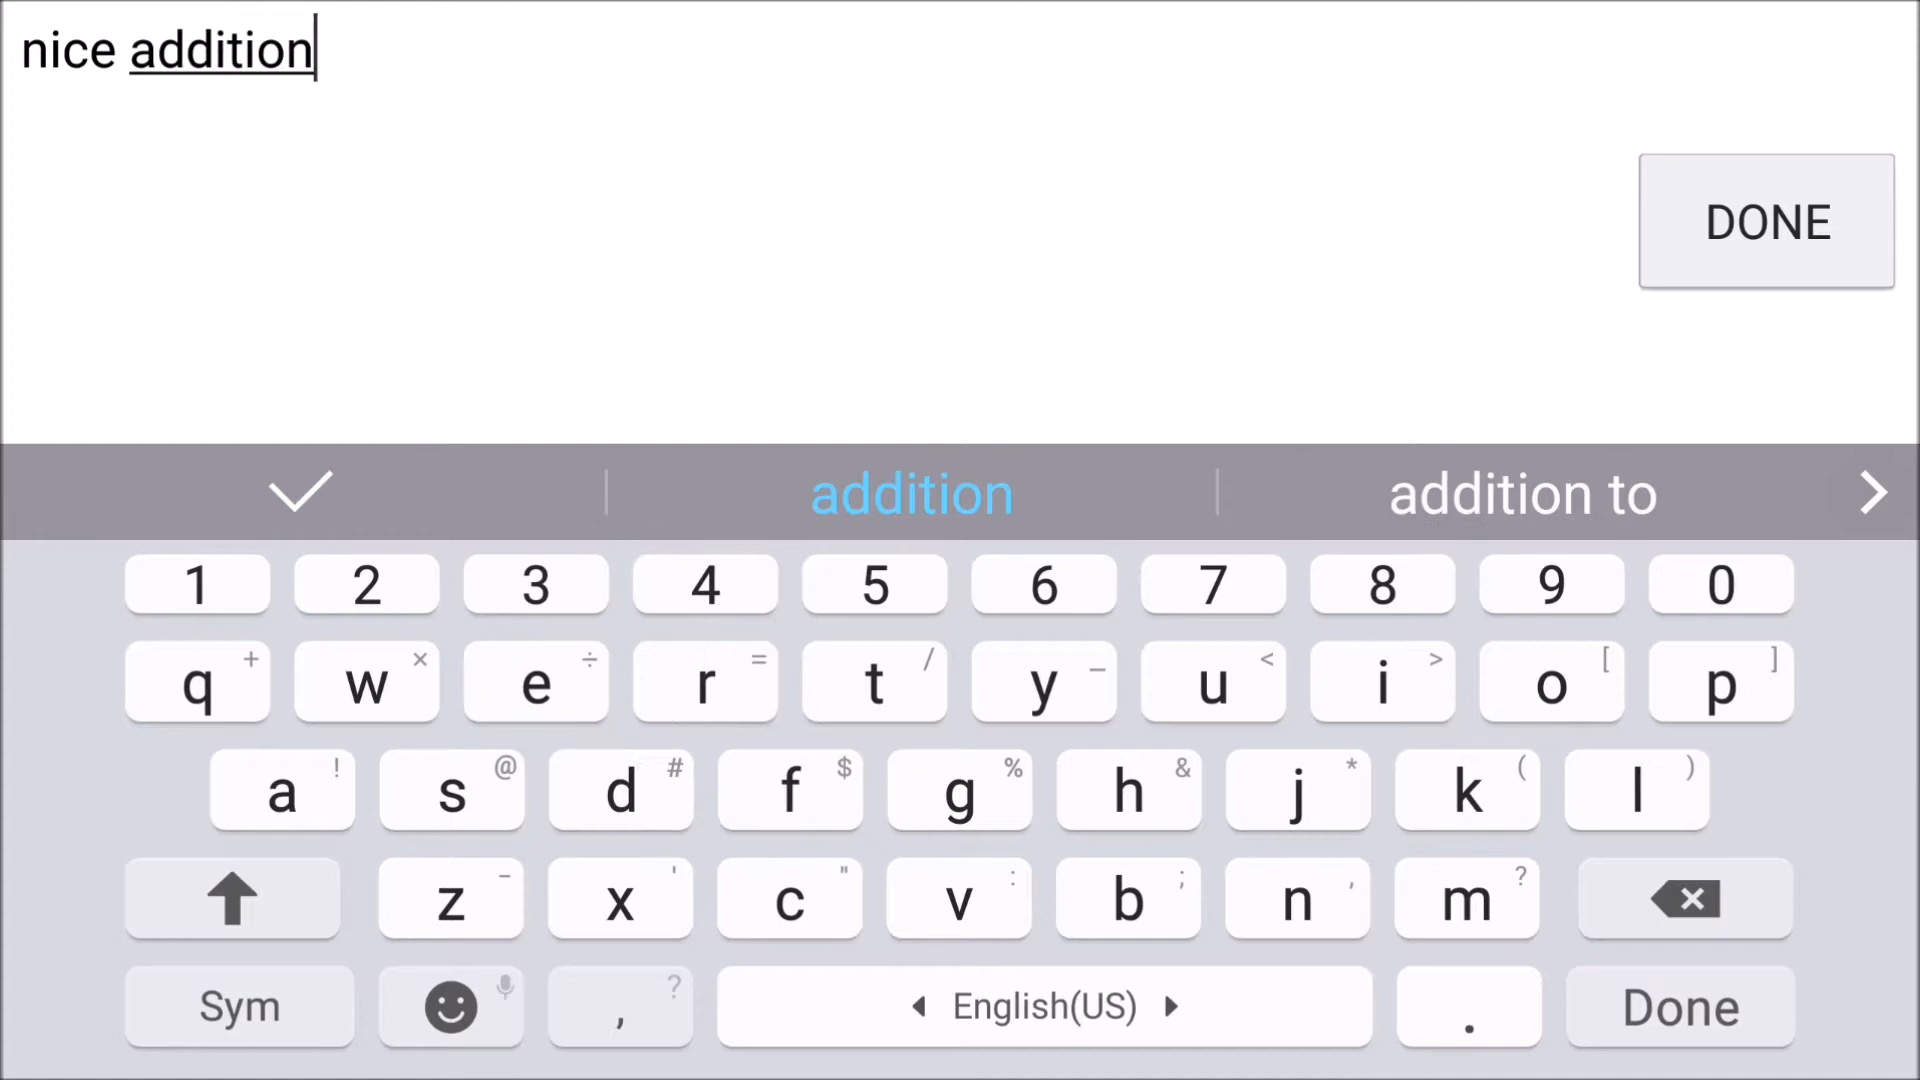 nice addition
DONE
addition addition to
1 2 3 4 5 6 7 8 9 0
q + w × e ÷ r = t / y _ u < i > o [ p ]
a ! s @ d # f $ g % h & j * k ( l )
z - x ' c " v : b ; n , m ?
Sym , ? English(US) . Done